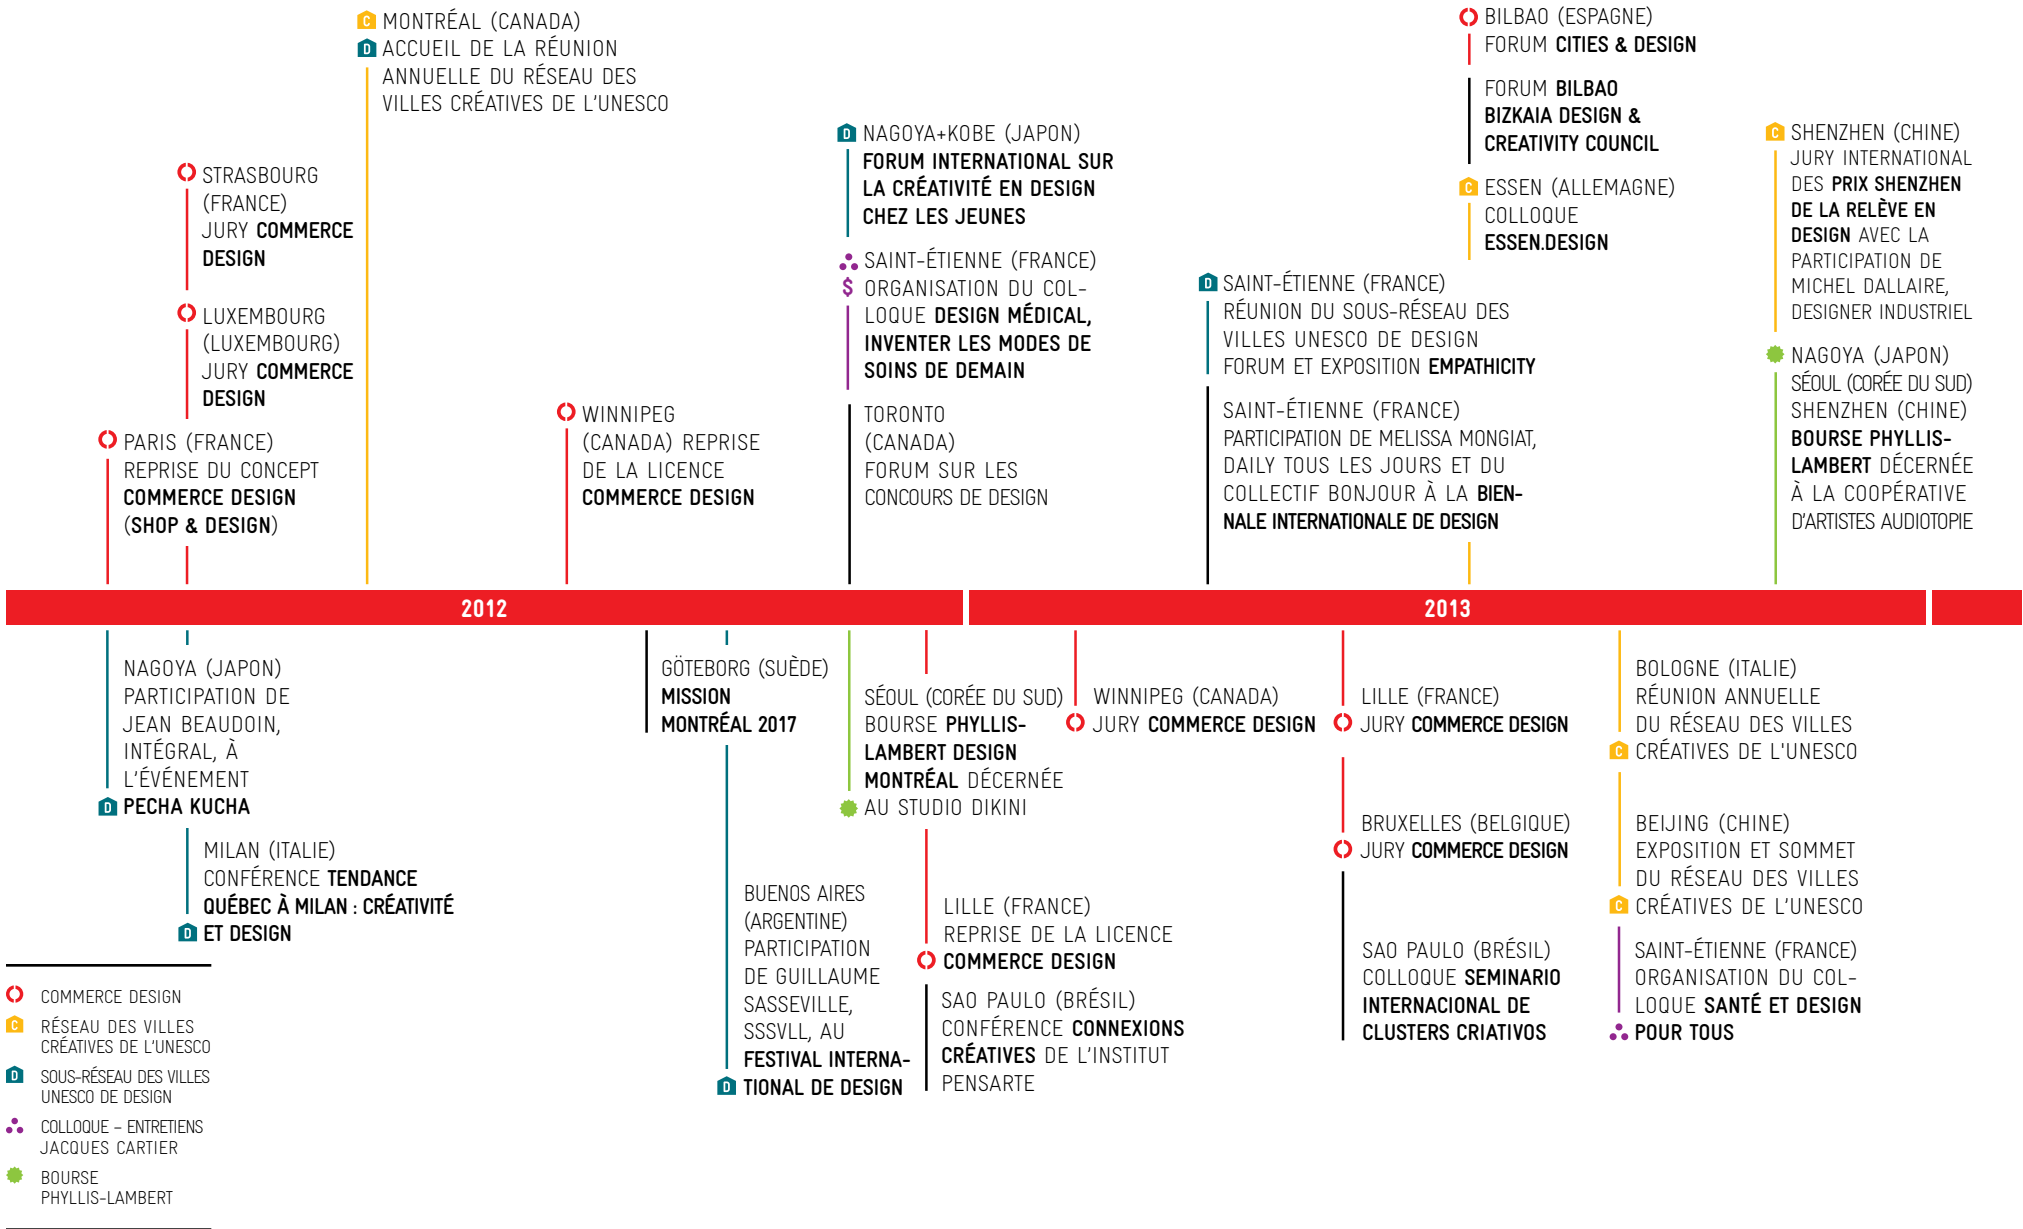 C MONTRÉAL (CANADA)
D ACCUEIL DE LA RÉUNION
ANNUELLE DU RÉSEAU DES
VILLES CRÉATIVES DE L'UNESCO
STRASBOURG
(FRANCE)
JURY COMMERCE
DESIGN
LUXEMBOURG
(LUXEMBOURG)
JURY COMMERCE
DESIGN
PARIS (FRANCE)
REPRISE DU CONCEPT
COMMERCE DESIGN
(SHOP & DESIGN)
WINNIPEG
(CANADA) REPRISE
DE LA LICENCE
COMMERCE DESIGN
D NAGOYA+KOBE (JAPON)
FORUM INTERNATIONAL SUR
LA CRÉATIVITÉ EN DESIGN
CHEZ LES JEUNES
SAINT-ÉTIENNE (FRANCE)
$ ORGANISATION DU COL-
LOQUE DESIGN MÉDICAL,
INVENTER LES MODES DE
SOINS DE DEMAIN
TORONTO
(CANADA)
FORUM SUR LES
CONCOURS DE DESIGN
D SAINT-ÉTIENNE (FRANCE)
RÉUNION DU SOUS-RÉSEAU DES
VILLES UNESCO DE DESIGN
FORUM ET EXPOSITION EMPATHICITY
SAINT-ÉTIENNE (FRANCE)
PARTICIPATION DE MELISSA MONGIAT,
DAILY TOUS LES JOURS ET DU
COLLECTIF BONJOUR À LA BIEN-
NALE INTERNATIONALE DE DESIGN
BILBAO (ESPAGNE)
FORUM CITIES & DESIGN
FORUM BILBAO
BIZKAIA DESIGN &
CREATIVITY COUNCIL
C ESSEN (ALLEMAGNE)
COLLOQUE
ESSEN.DESIGN
C SHENZHEN (CHINE)
JURY INTERNATIONAL
DES PRIX SHENZHEN
DE LA RELÈVE EN
DESIGN AVEC LA
PARTICIPATION DE
MICHEL DALLAIRE,
DESIGNER INDUSTRIEL
NAGOYA (JAPON)
SÉOUL (CORÉE DU SUD)
SHENZHEN (CHINE)
BOURSE PHYLLIS-
LAMBERT DÉCERNÉE
À LA COOPÉRATIVE
D'ARTISTES AUDIOTOPIE
2012
2013
NAGOYA (JAPON)
PARTICIPATION DE
JEAN BEAUDOIN,
INTÉGRAL, À
L'ÉVÉNEMENT
D PECHA KUCHA
MILAN (ITALIE)
CONFÉRENCE TENDANCE
QUÉBEC À MILAN : CRÉATIVITÉ
D ET DESIGN
GÖTEBORG (SUÈDE)
MISSION
MONTRÉAL 2017
BUENOS AIRES
(ARGENTINE)
PARTICIPATION
DE GUILLAUME
SASSEVILLE,
SSSVLL, AU
FESTIVAL INTERNA-
D TIONAL DE DESIGN
SÉOUL (CORÉE DU SUD)
BOURSE PHYLLIS-
LAMBERT DESIGN
MONTRÉAL DÉCERNÉE
AU STUDIO DIKINI
LILLE (FRANCE)
REPRISE DE LA LICENCE
COMMERCE DESIGN
SAO PAULO (BRÉSIL)
CONFÉRENCE CONNEXIONS
CRÉATIVES DE L'INSTITUT
PENSARTE
WINNIPEG (CANADA)
JURY COMMERCE DESIGN
LILLE (FRANCE)
JURY COMMERCE DESIGN
BRUXELLES (BELGIQUE)
JURY COMMERCE DESIGN
SAO PAULO (BRÉSIL)
COLLOQUE SEMINARIO
INTERNACIONAL DE
CLUSTERS CRIATIVOS
BOLOGNE (ITALIE)
RÉUNION ANNUELLE
DU RÉSEAU DES VILLES
C CRÉATIVES DE L'UNESCO
BEIJING (CHINE)
EXPOSITION ET SOMMET
DU RÉSEAU DES VILLES
C CRÉATIVES DE L'UNESCO
SAINT-ÉTIENNE (FRANCE)
ORGANISATION DU COL-
LOQUE SANTÉ ET DESIGN
POUR TOUS
COMMERCE DESIGN
C RÉSEAU DES VILLES
CRÉATIVES DE L'UNESCO
D SOUS-RÉSEAU DES VILLES
UNESCO DE DESIGN
COLLOQUE – ENTRETIENS
JACQUES CARTIER
BOURSE
PHYLLIS-LAMBERT